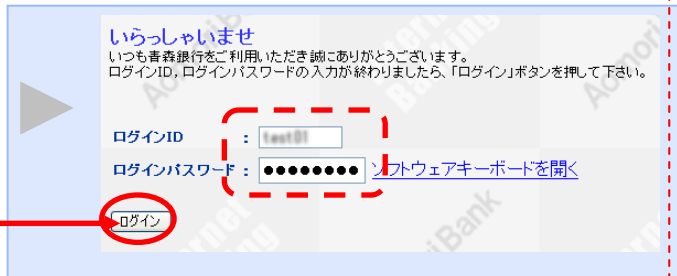 いらっしゃいませ
いつも青森銀行をご利用いただき誠にありがとうございます。
ログインID，ログインパスワードの入力が終わりましたら、「ログイン」ボタンを押して下さい。
ログインID : test01
ログインパスワード : ●●●●●●●● ソフトウェアキーボードを開く
ログイン
Aomori Bank
Internet Banking